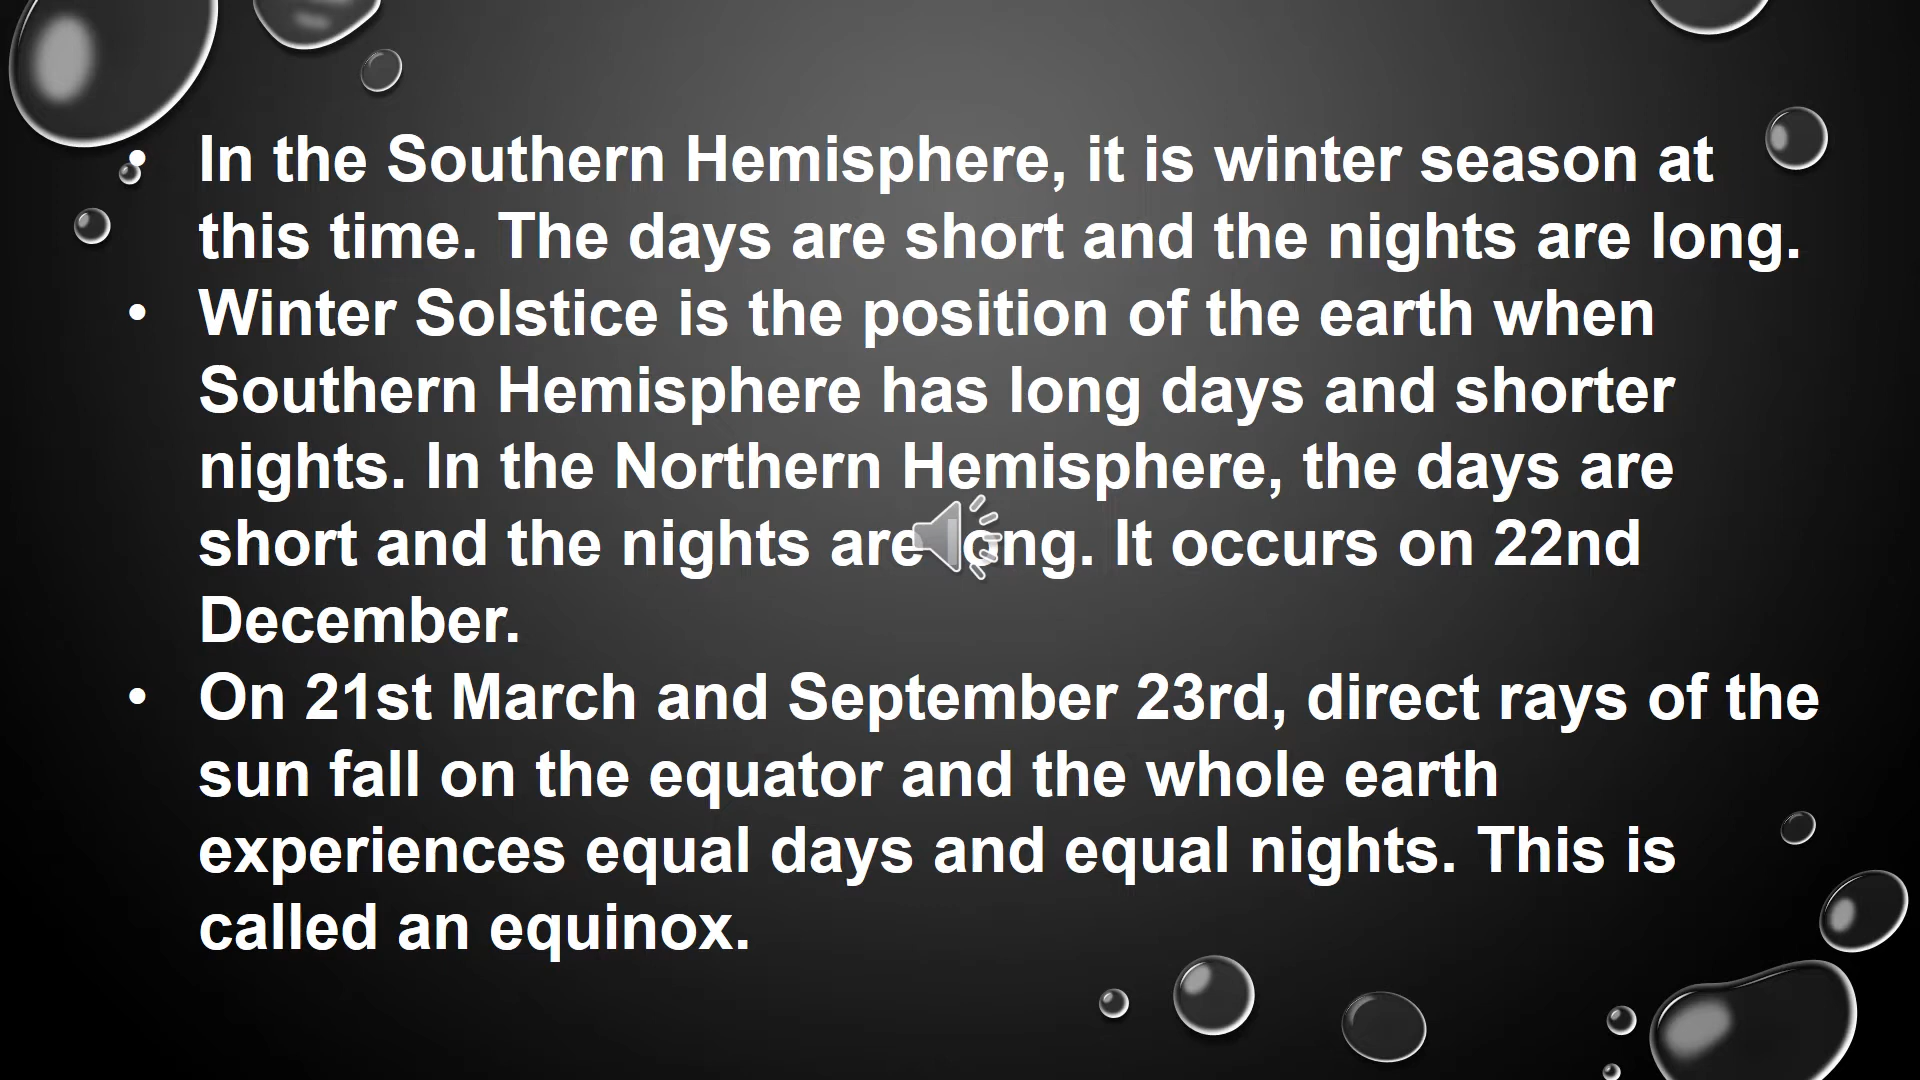 • In the Southern Hemisphere, it is winter season at
this time. The days are short and the nights are long.
• Winter Solstice is the position of the earth when
Southern Hemisphere has long days and shorter
nights. In the Northern Hemisphere, the days are
short and the nights are long. It occurs on 22nd
December.
• On 21st March and September 23rd, direct rays of the
sun fall on the equator and the whole earth
experiences equal days and equal nights. This is
called an equinox.